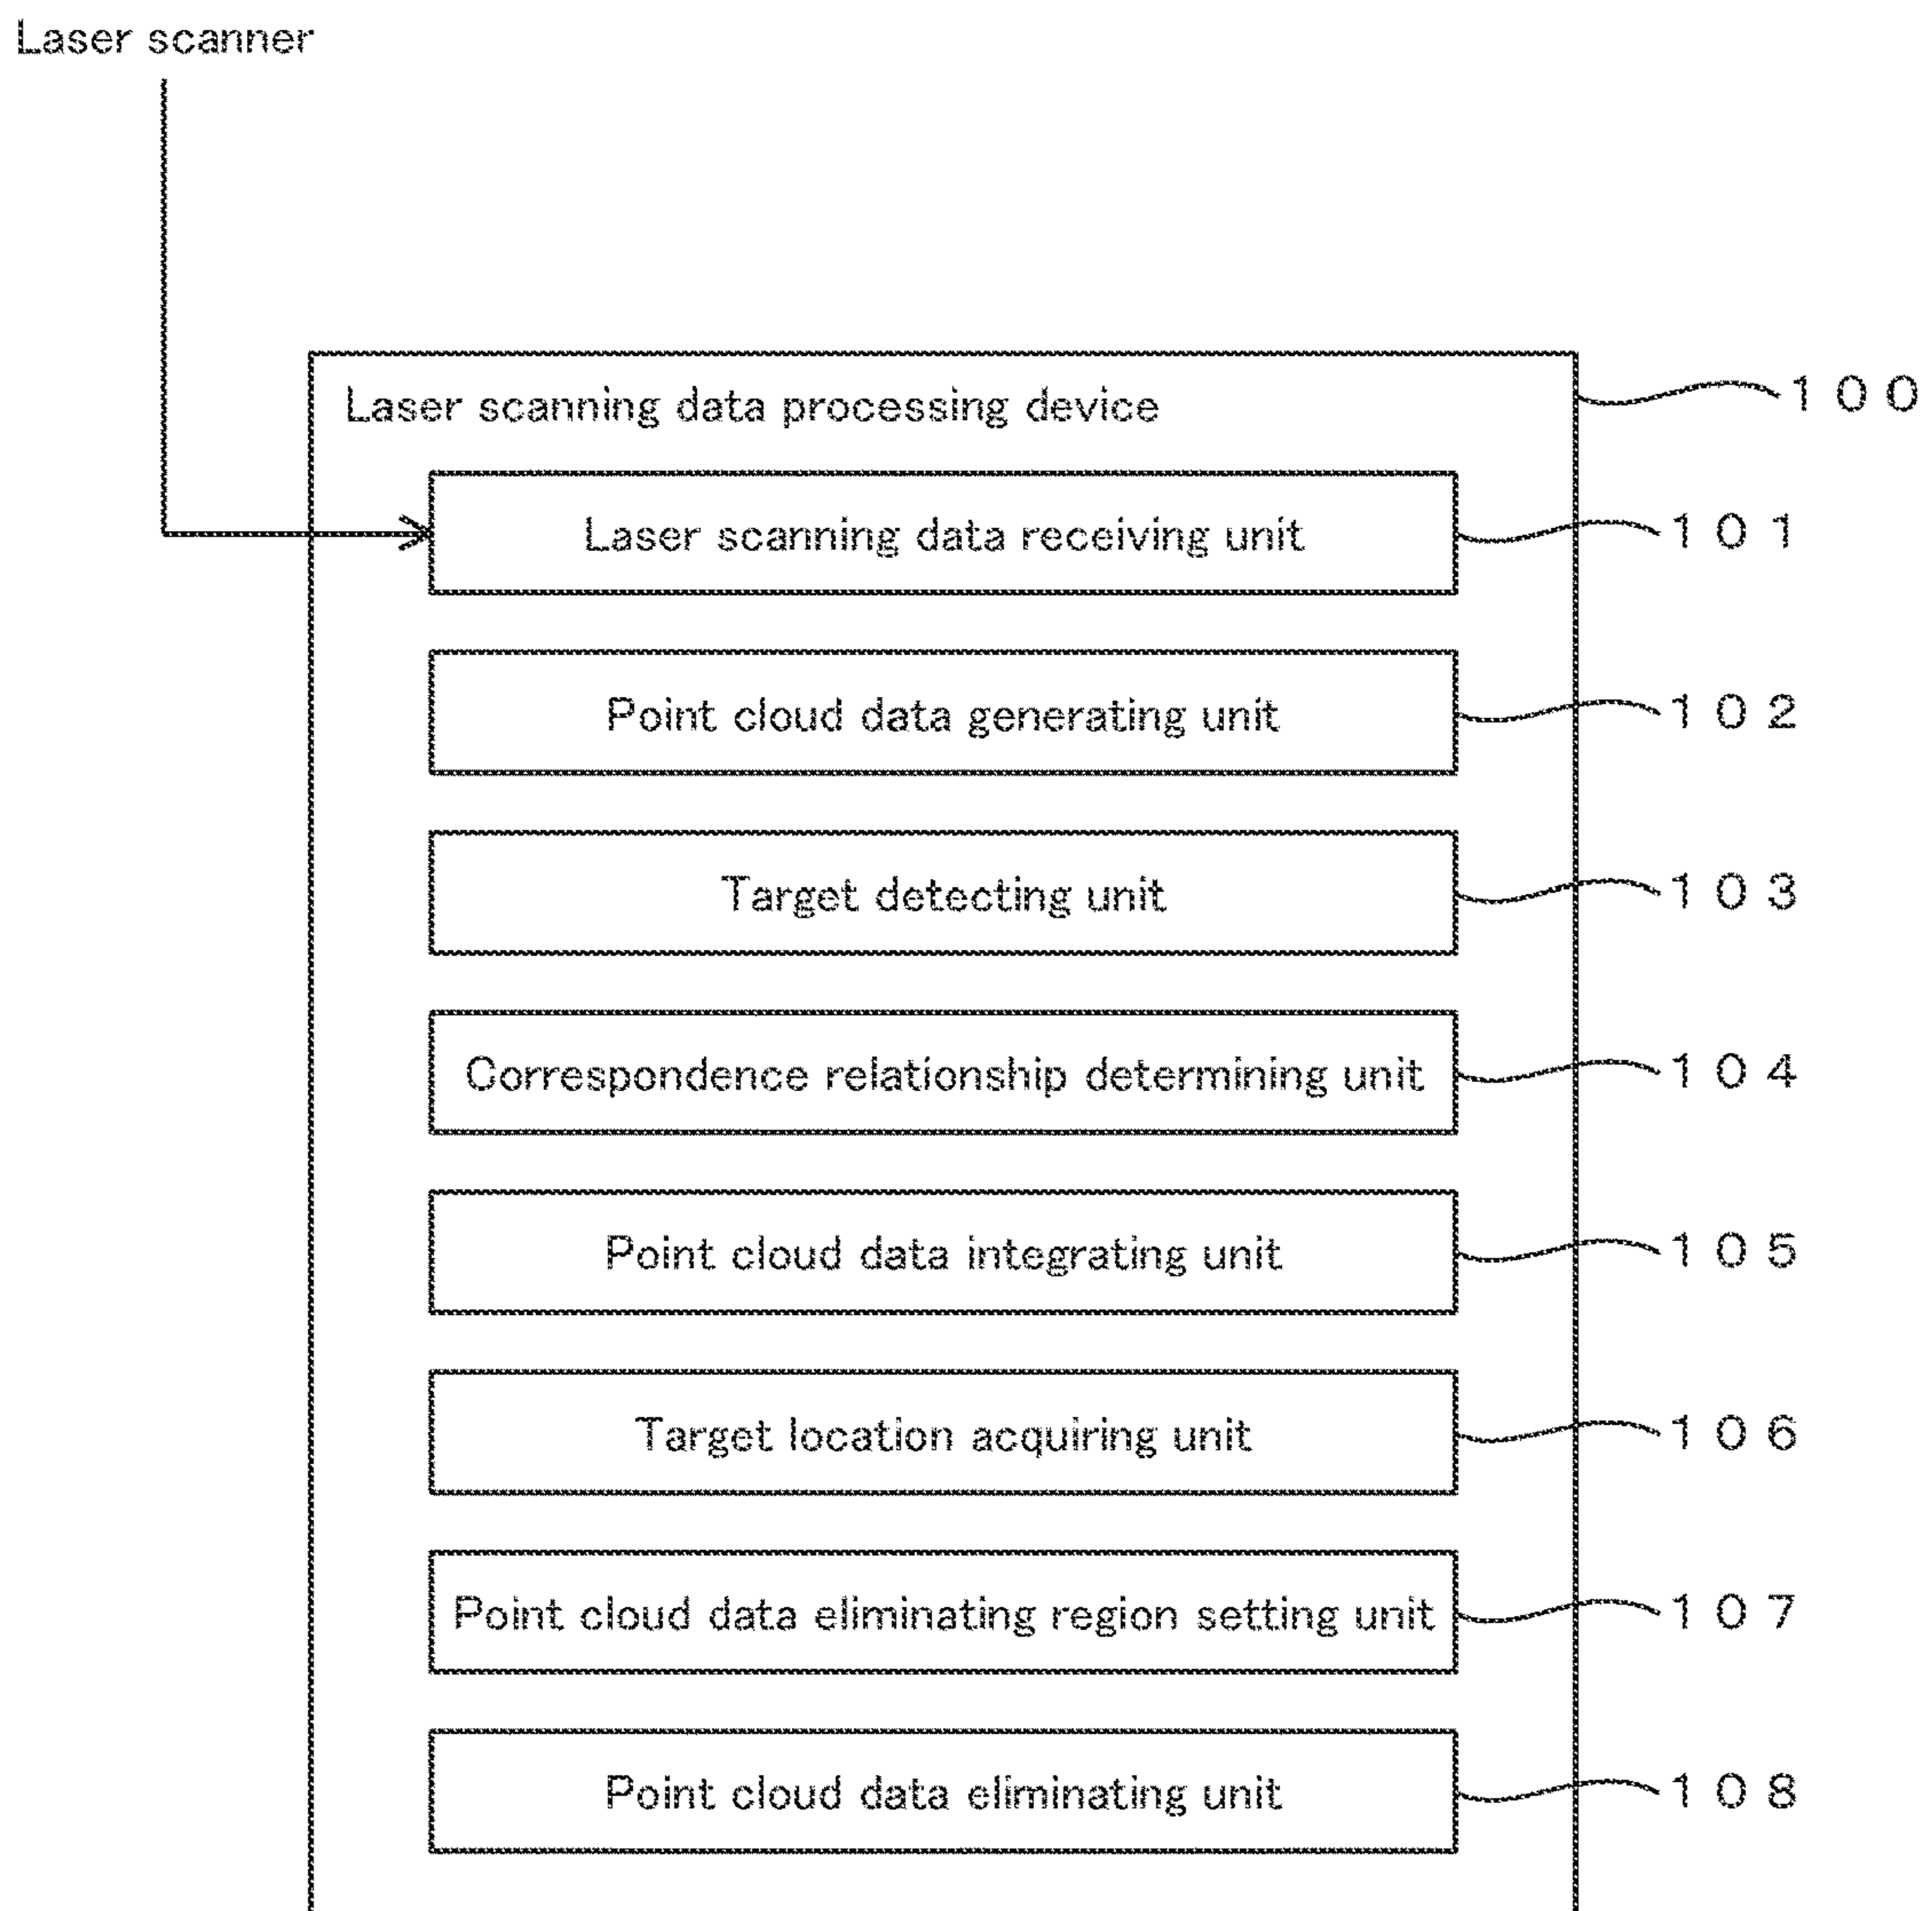 Laser scanner
Laser scanning data processing device
100
Laser scanning data receiving unit
101
Point cloud data generating unit
102
Target detecting unit
103
Correspondence relationship determining unit
104
Point cloud data integrating unit
105
Target location acquiring unit
106
Point cloud data eliminating region setting unit
107
Point cloud data eliminating unit
108